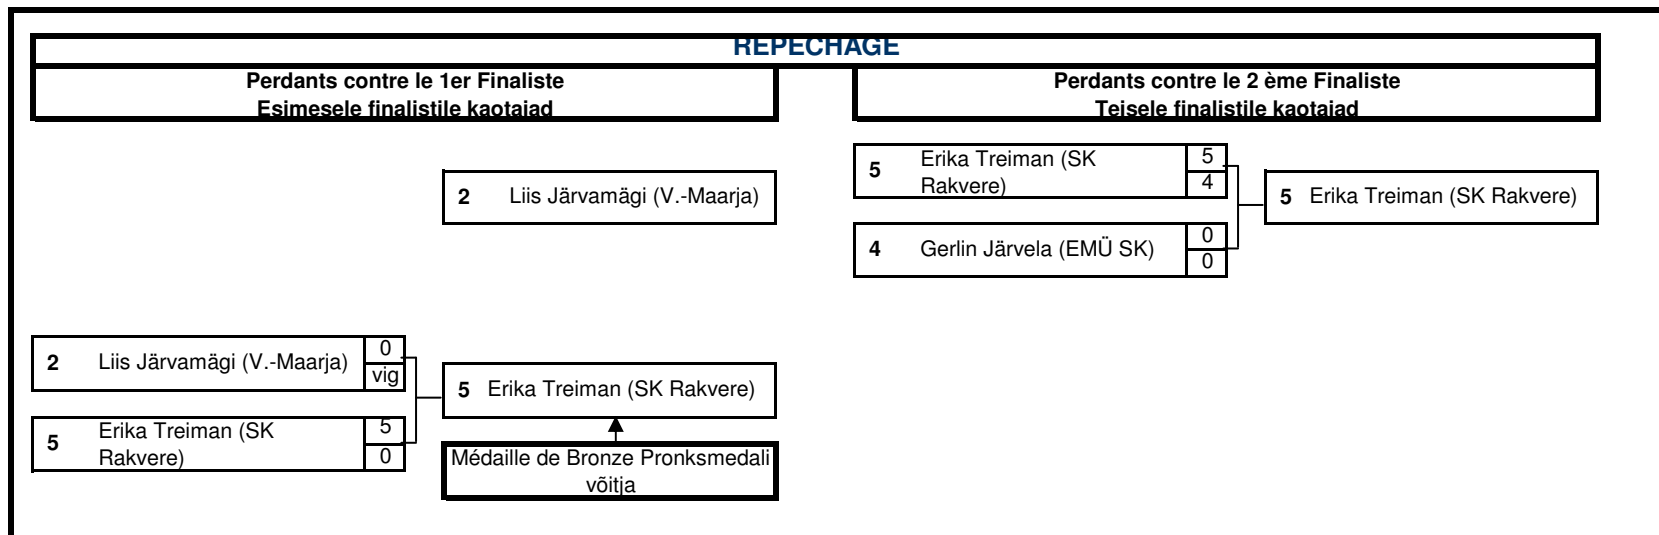 REPECHAGE
Perdants contre le 1er Finaliste
Esimesele finalistile kaotajad
Perdants contre le 2 ème Finaliste
Teisele finalistile kaotajad
2 Liis Järvamägi (V.-Maarja)
5 Erika Treiman (SK
Rakvere)
5
4
4 Gerlin Järvela (EMÜ SK)
0
0
5 Erika Treiman (SK Rakvere)
2 Liis Järvamägi (V.-Maarja)
0
vig
5 Erika Treiman (SK
Rakvere)
5
0
5 Erika Treiman (SK Rakvere)
Médaille de Bronze Pronksmedali
võitja